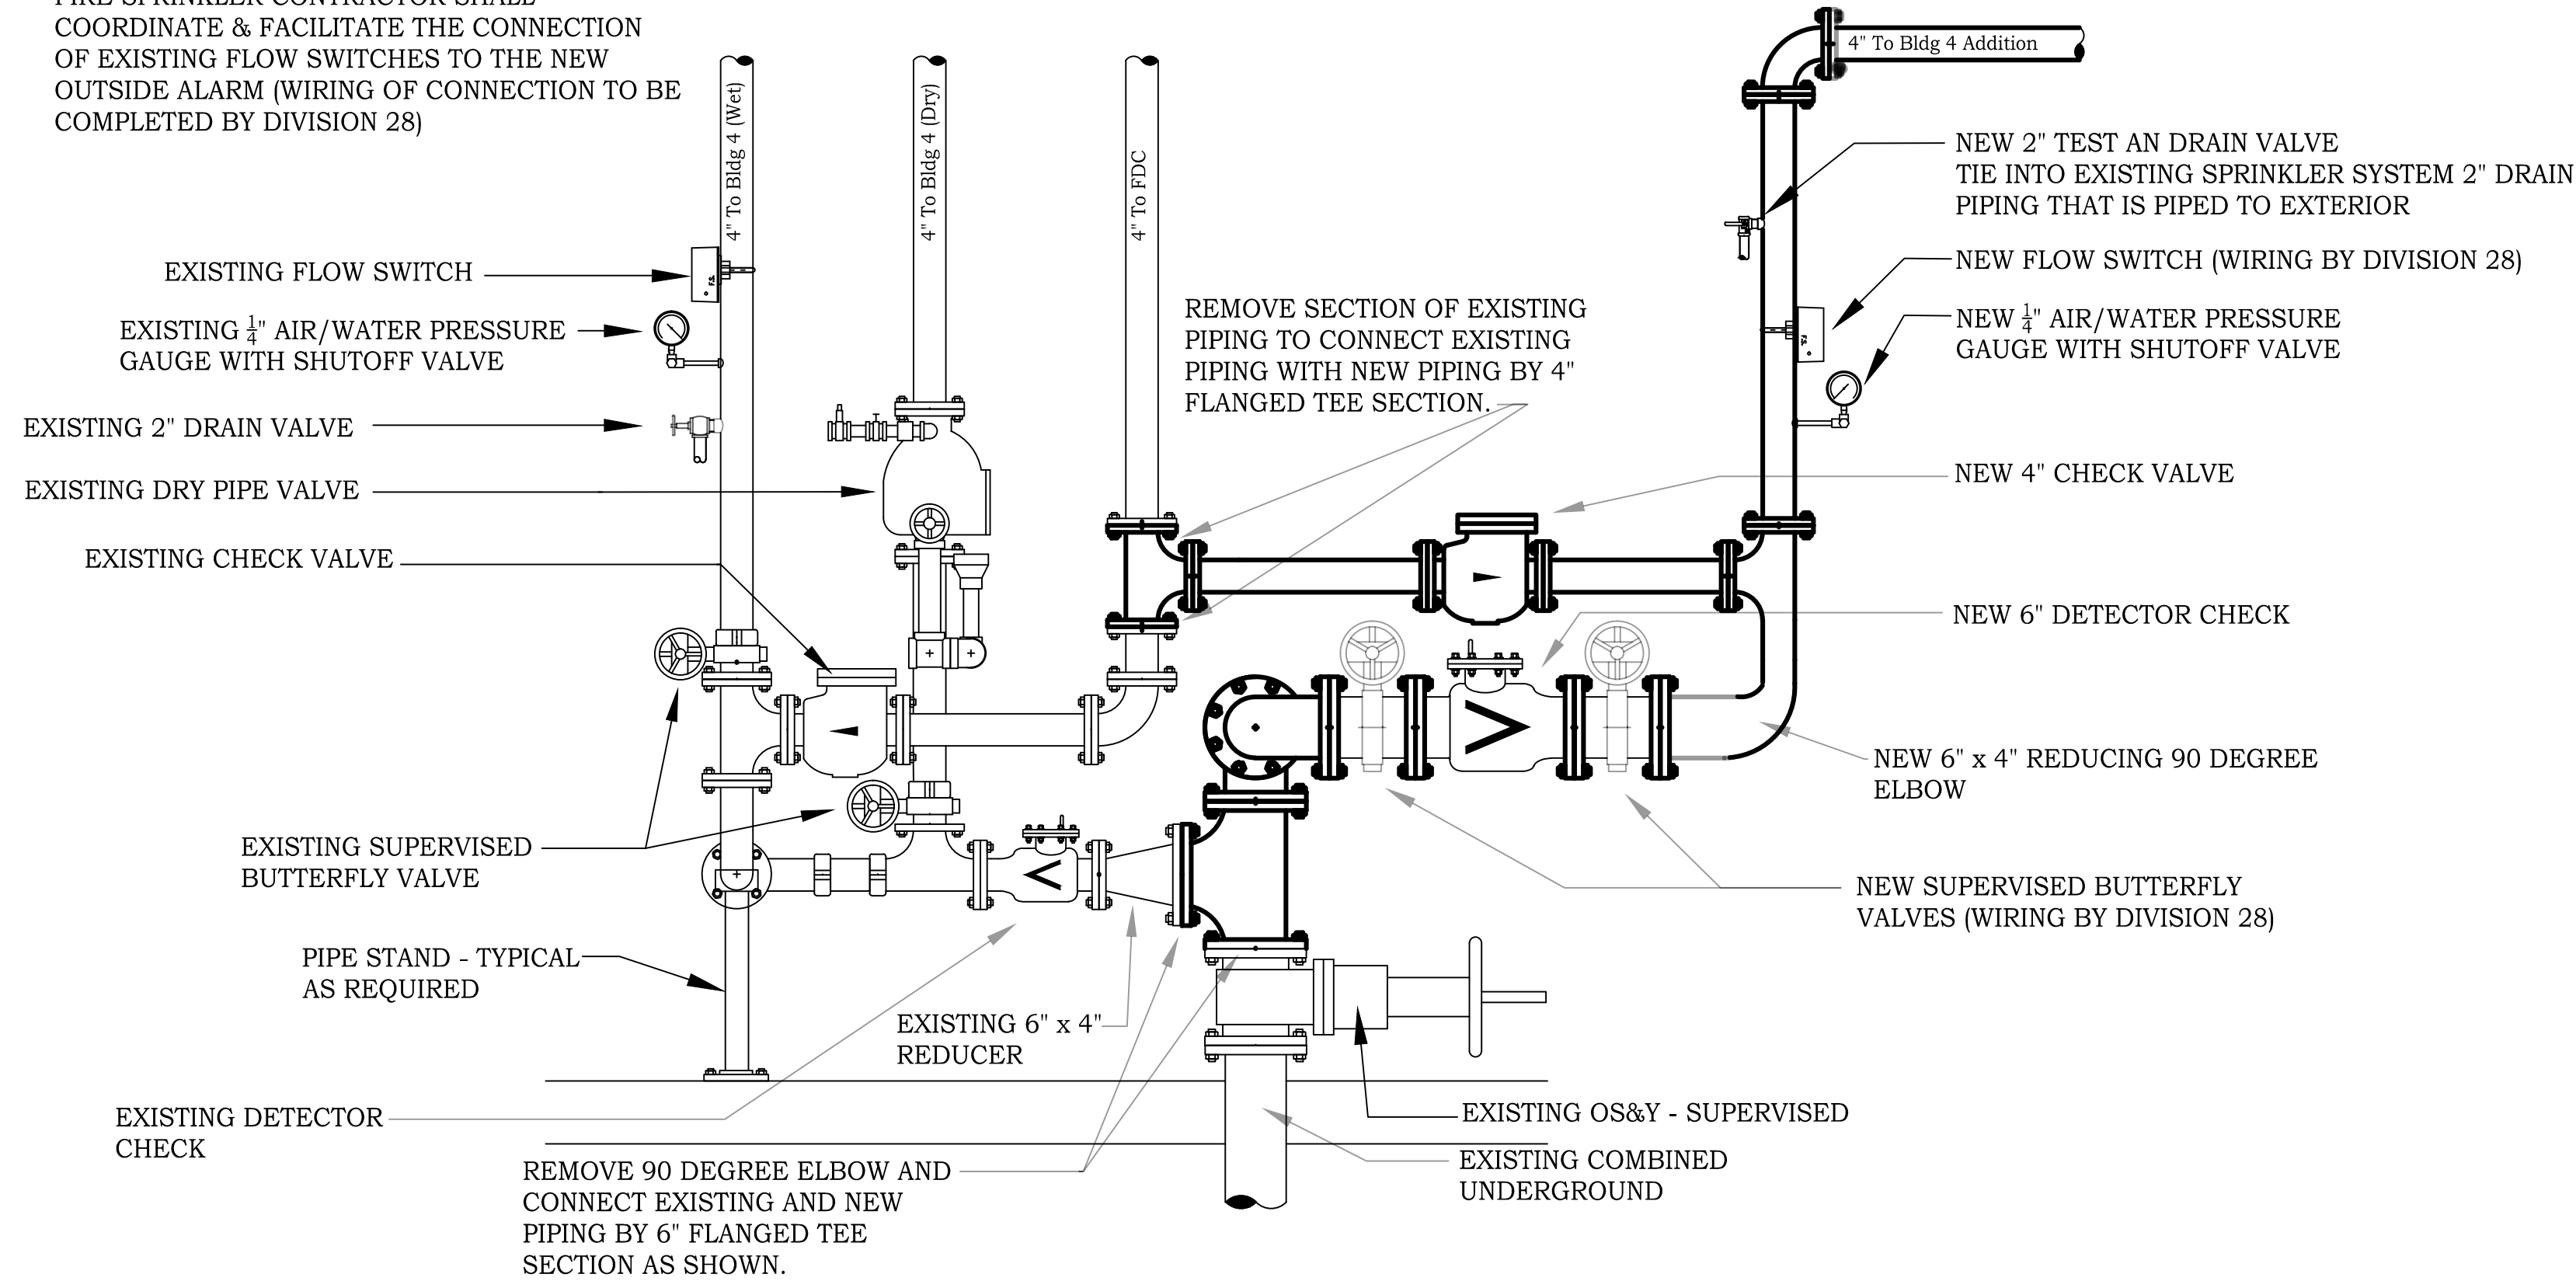 FIRE SPRINKLER CONTRACTOR SHALL
COORDINATE & FACILITATE THE CONNECTION
OF EXISTING FLOW SWITCHES TO THE NEW
OUTSIDE ALARM (WIRING OF CONNECTION TO BE
COMPLETED BY DIVISION 28)
4" To Bldg 4 (Wet)
4" To Bldg 4 (Dry)
4" To FDC
4" To Bldg 4 Addition
EXISTING FLOW SWITCH
F.S.
EXISTING 1/4" AIR/WATER PRESSURE
GAUGE WITH SHUTOFF VALVE
EXISTING 2" DRAIN VALVE
EXISTING DRY PIPE VALVE
EXISTING CHECK VALVE
REMOVE SECTION OF EXISTING
PIPING TO CONNECT EXISTING
PIPING WITH NEW PIPING BY 4"
FLANGED TEE SECTION.
NEW 2" TEST AN DRAIN VALVE
TIE INTO EXISTING SPRINKLER SYSTEM 2" DRAIN
PIPING THAT IS PIPED TO EXTERIOR
NEW FLOW SWITCH (WIRING BY DIVISION 28)
F.S.
NEW 1/4" AIR/WATER PRESSURE
GAUGE WITH SHUTOFF VALVE
NEW 4" CHECK VALVE
NEW 6" DETECTOR CHECK
NEW 6" x 4" REDUCING 90 DEGREE
ELBOW
NEW SUPERVISED BUTTERFLY
VALVES (WIRING BY DIVISION 28)
EXISTING SUPERVISED
BUTTERFLY VALVE
PIPE STAND - TYPICAL
AS REQUIRED
EXISTING 6" x 4"
REDUCER
EXISTING DETECTOR
CHECK
REMOVE 90 DEGREE ELBOW AND
CONNECT EXISTING AND NEW
PIPING BY 6" FLANGED TEE
SECTION AS SHOWN.
EXISTING OS&Y - SUPERVISED
EXISTING COMBINED
UNDERGROUND